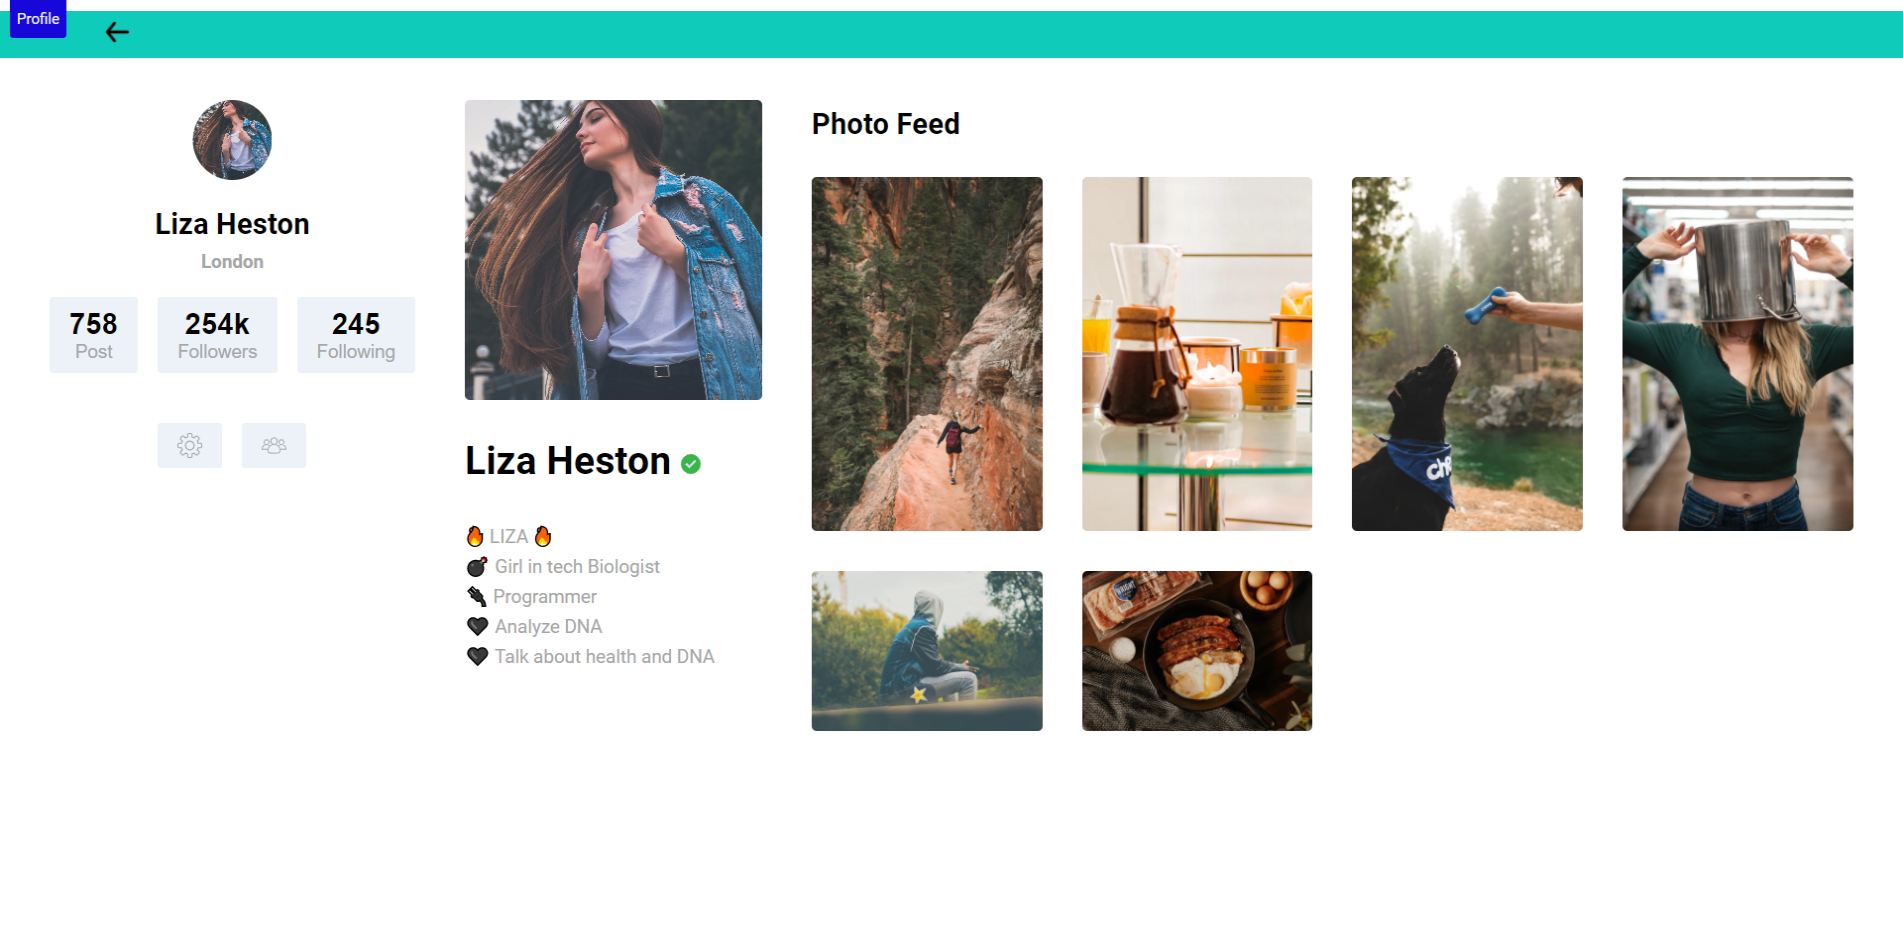 Profile
Liza Heston
London
758
Post
254k
Followers
245
Following
Liza Heston
🔥 LIZA 🔥
💣 Girl in tech Biologist
🔌 Programmer
🖤 Analyze DNA
🖤 Talk about health and DNA
Photo Feed